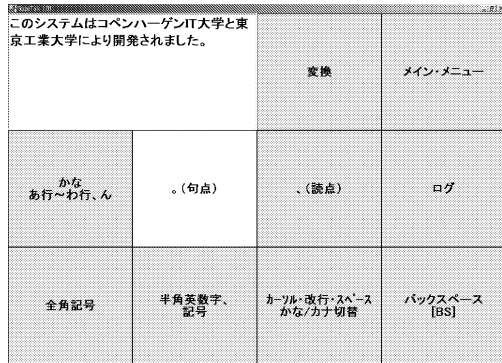 このシステムはコペンハーゲンIT大学と東
京工業大学により開発されました。
変換
メイン・メニュー
かな
あ行～わ行、ん
。(句点)
、(読点)
ログ
全角記号
半角英数字、
記号
ｶｰｿﾙ・改行・ｽﾍﾟｰｽ
かな/カナ切替
バックスペース
[BS]